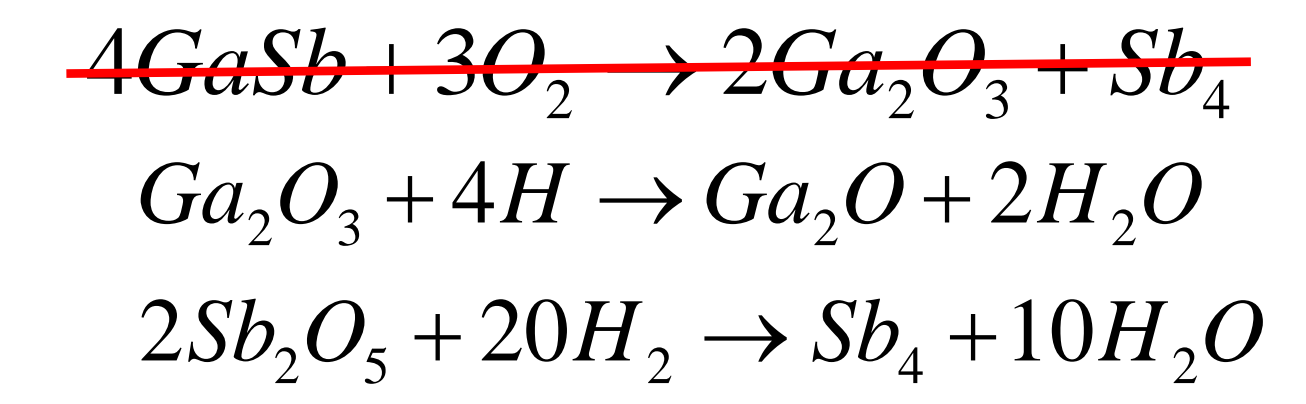 4GaSb + 3O₂ → 2Ga₂O₃ + Sb₄
Ga₂O₃ + 4H → Ga₂O + 2H₂O
2Sb₂O₅ + 20H₂ → Sb₄ + 10H₂O